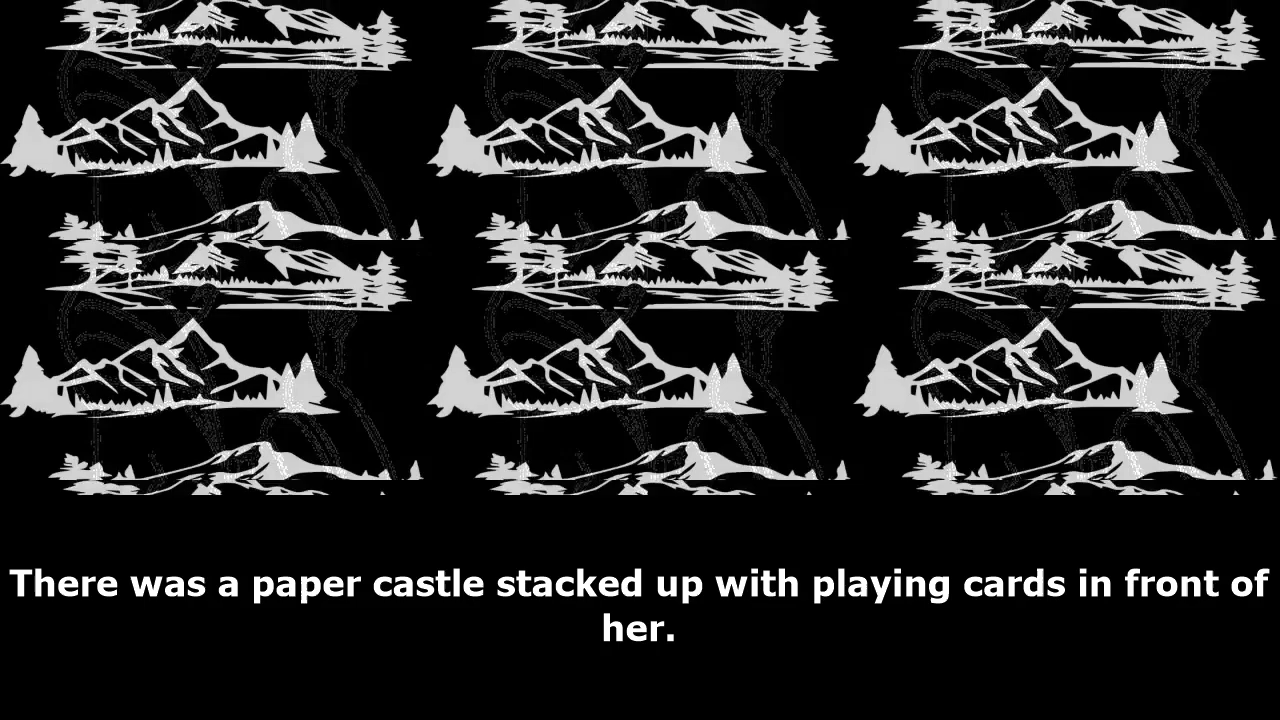 There was a paper castle stacked up with playing cards in front of
her.